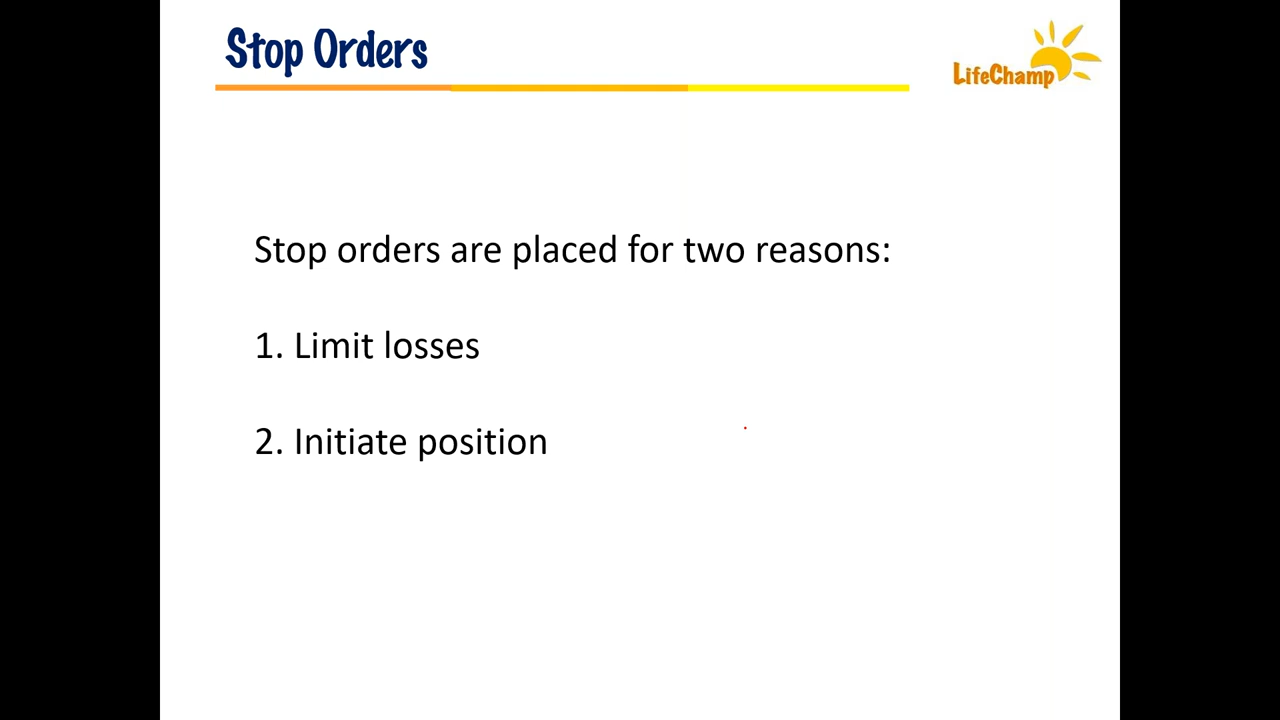 Stop Orders
LifeChamp
Stop orders are placed for two reasons:
1. Limit losses
2. Initiate position